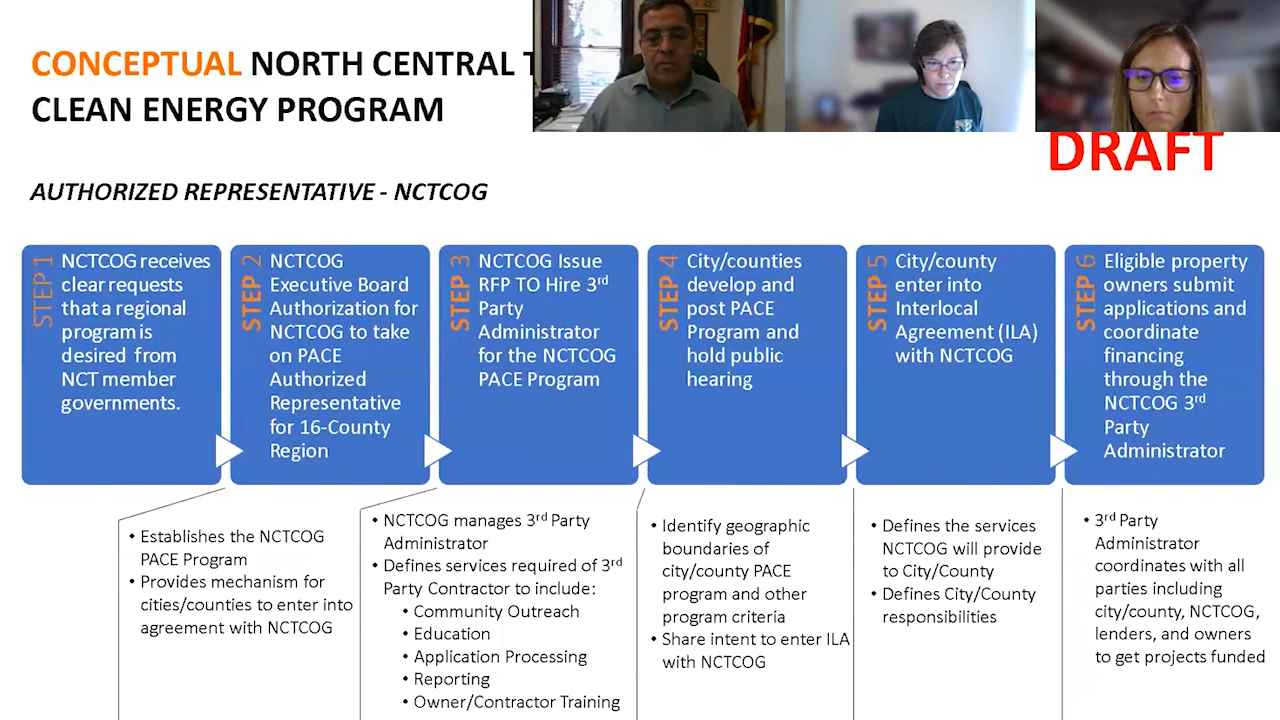 CONCEPTUAL NORTH CENTRAL
CLEAN ENERGY PROGRAM
DRAFT
AUTHORIZED REPRESENTATIVE - NCTCOG
STEP 1
NCTCOG receives
clear requests
that a regional
program is
desired from
NCT member
governments.
STEP 2
NCTCOG
Executive Board
Authorization for
NCTCOG to take
on PACE
Authorized
Representative
for 16-County
Region
STEP 3
NCTCOG Issue
RFP TO Hire 3rd
Party
Administrator
for the NCTCOG
PACE Program
STEP 4
City/counties
develop and
post PACE
Program and
hold public
hearing
STEP 5
City/county
enter into
Interlocal
Agreement (ILA)
with NCTCOG
STEP 6
Eligible property
owners submit
applications and
coordinate
financing
through the
NCTCOG 3rd
Party
Administrator
• Establishes the NCTCOG
PACE Program
• Provides mechanism for
cities/counties to enter into
agreement with NCTCOG
• NCTCOG manages 3rd Party
Administrator
• Defines services required of 3rd
Party Contractor to include:
• Community Outreach
• Education
• Application Processing
• Reporting
• Owner/Contractor Training
• Identify geographic
boundaries of
city/county PACE
program and other
program criteria
• Share intent to enter ILA
with NCTCOG
• Defines the services
NCTCOG will provide
to City/County
• Defines City/County
responsibilities
• 3rd Party
Administrator
coordinates with all
parties including
city/county, NCTCOG,
lenders, and owners
to get projects funded